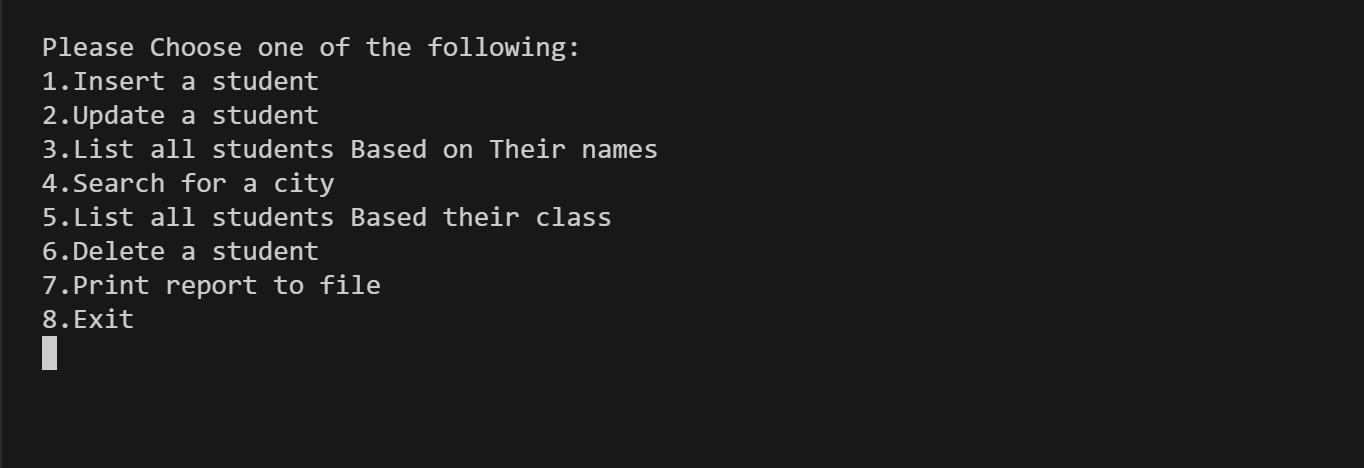 Please Choose one of the following:
1.Insert a student
2.Update a student
3.List all students Based on Their names
4.Search for a city
5.List all students Based their class
6.Delete a student
7.Print report to file
8.Exit